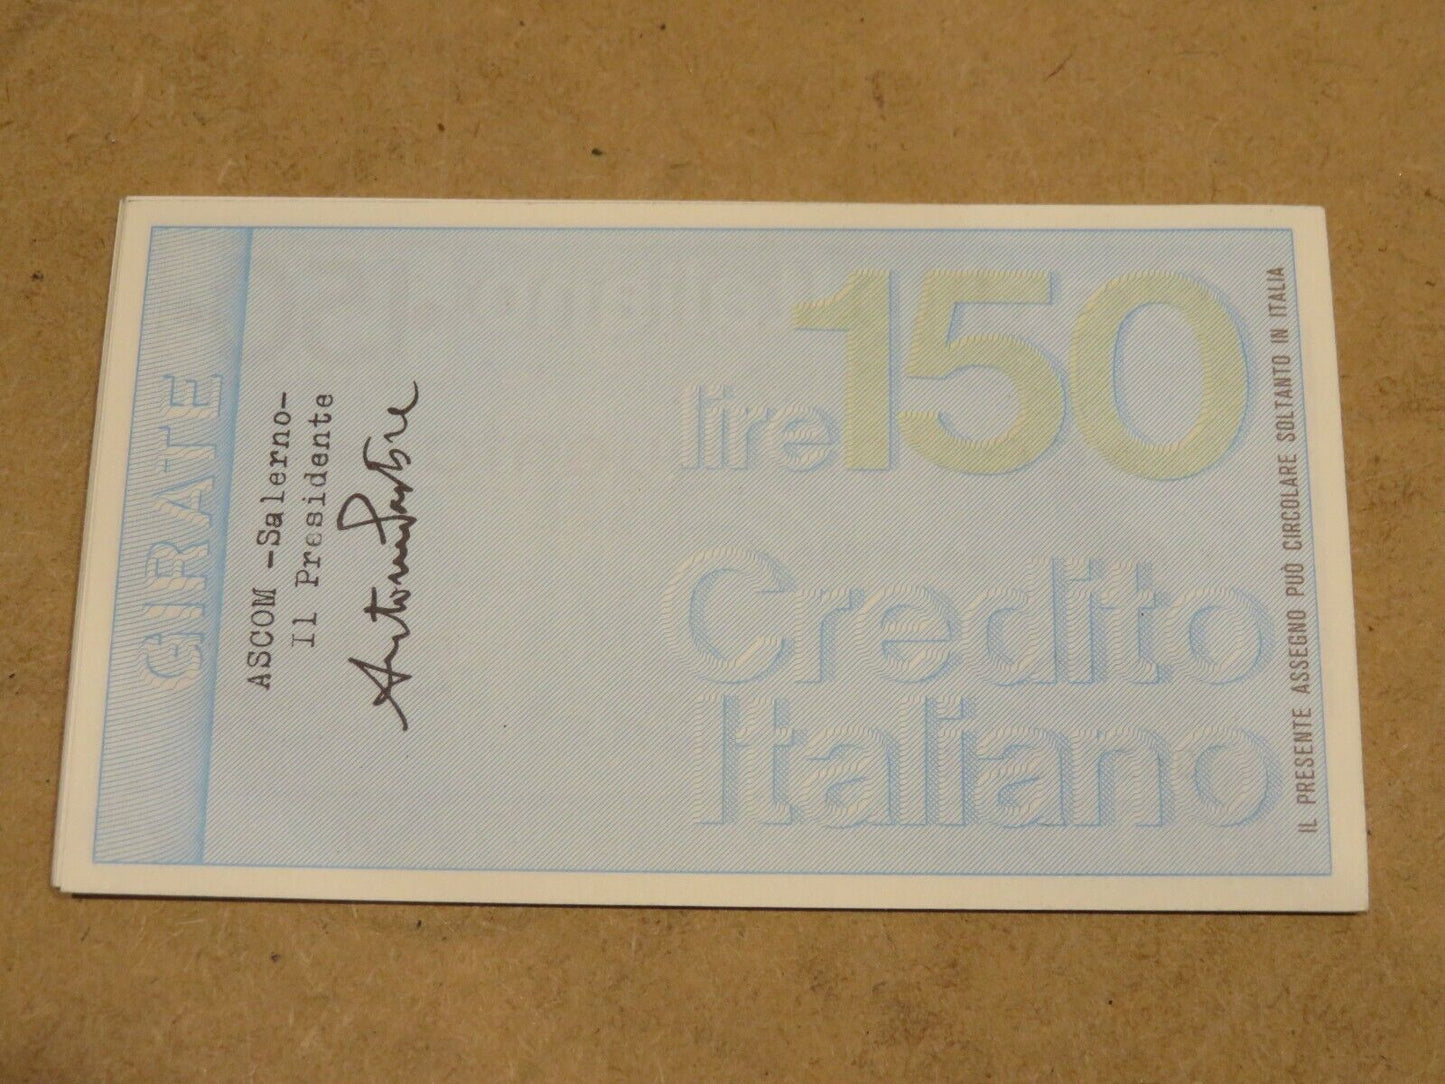 GIRATE
ASCOM -Salerno-
Il Presidente
lire 150
Credito
Italiano
IL PRESENTE ASSEGNO PUÒ CIRCOLARE SOLTANTO IN ITALIA